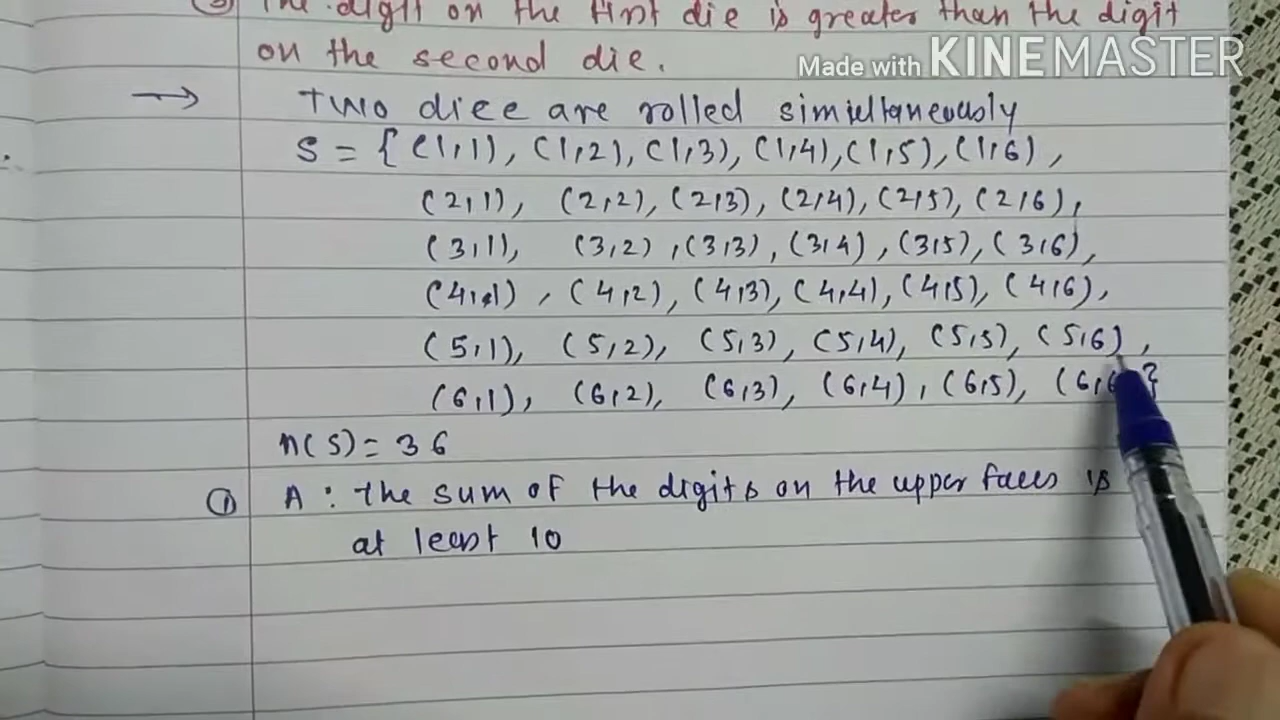 ③ The digit on the first die is greater than the digit
on the second die.
Made with KINEMASTER
→ Two dice are rolled simultaneously
S = { (1,1), (1,2), (1,3), (1,4), (1,5), (1,6),
(2,1), (2,2), (2,3), (2,4), (2,5), (2,6),
(3,1), (3,2), (3,3), (3,4), (3,5), (3,6),
(4,1), (4,2), (4,3), (4,4), (4,5), (4,6),
(5,1), (5,2), (5,3), (5,4), (5,5), (5,6),
(6,1), (6,2), (6,3), (6,4), (6,5), (6,6) }
n(S) = 36
① A : the sum of the digits on the upper faces is
at least 10